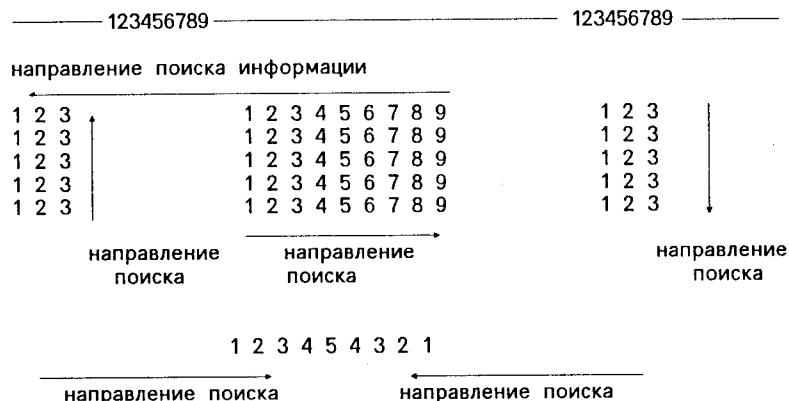 123456789 123456789
направление поиска информации
1 2 3 1 2 3 4 5 6 7 8 9 1 2 3
1 2 3 1 2 3 4 5 6 7 8 9 1 2 3
1 2 3 1 2 3 4 5 6 7 8 9 1 2 3
1 2 3 1 2 3 4 5 6 7 8 9 1 2 3
1 2 3 1 2 3 4 5 6 7 8 9 1 2 3
направление направление направление
поиска поиска поиска
1 2 3 4 5 4 3 2 1
направление поиска направление поиска